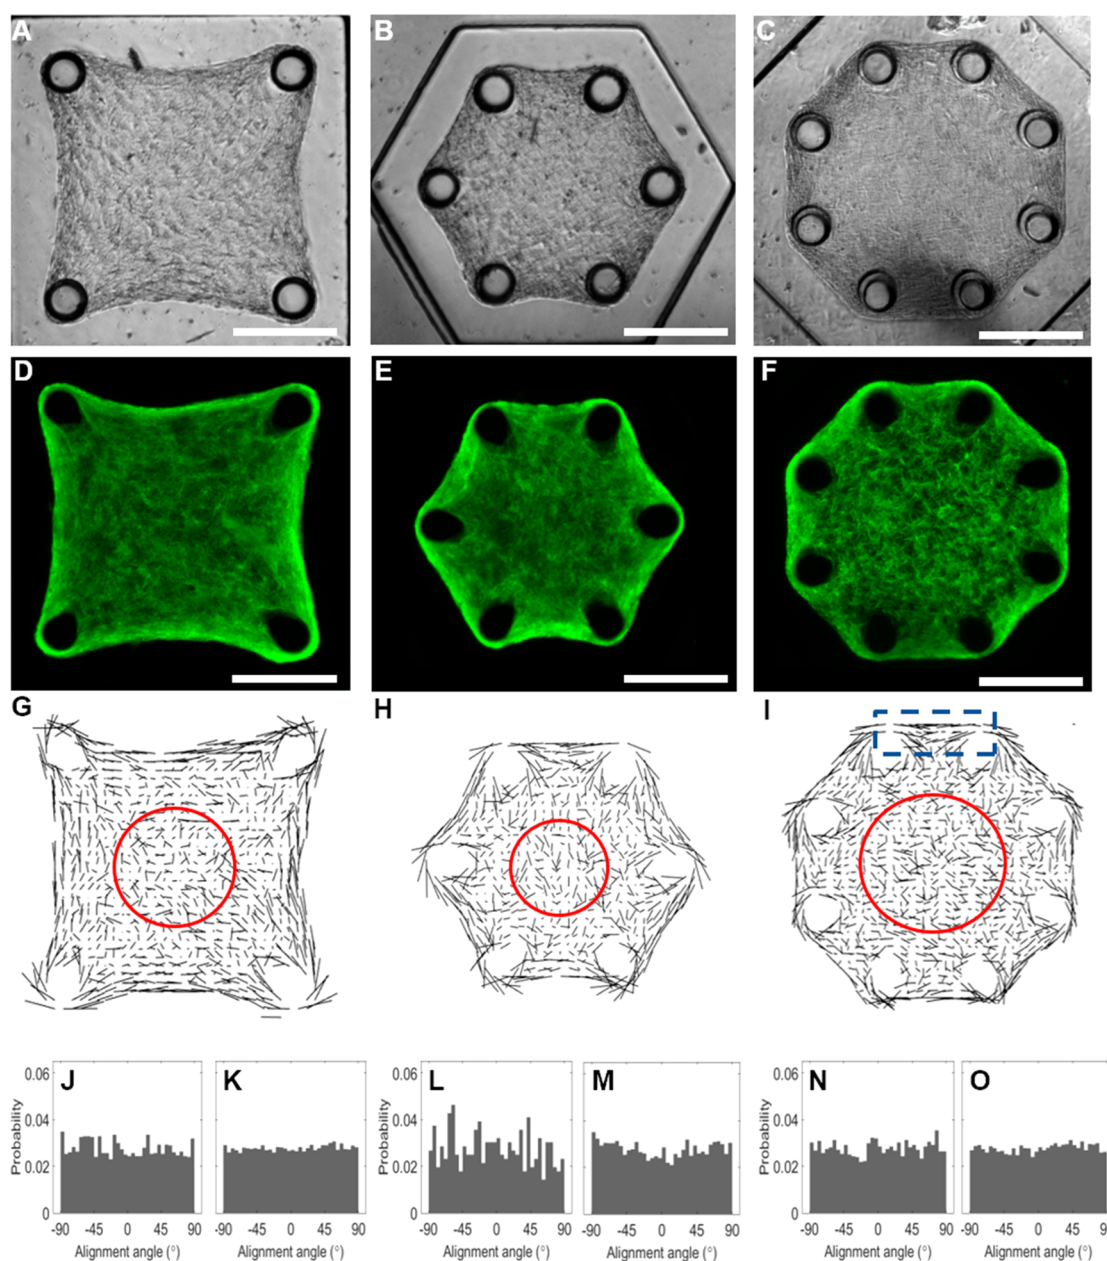 A B C
D E F
G H I
J K L M N O
0.06 0.06 0.06
0.04 0.04 0.04
0.02 0.02 0.02
0 0 0
Probability Probability Probability
-90 -45 0 45 90 -90 -45 0 45 90 -90 -45 0 45 90 -90 -45 0 45 90 -90 -45 0 45 90 -90 -45 0 45 9
Alignment angle (°) Alignment angle (°) Alignment angle (°) Alignment angle (°) Alignment angle (°) Alignment angle (°)